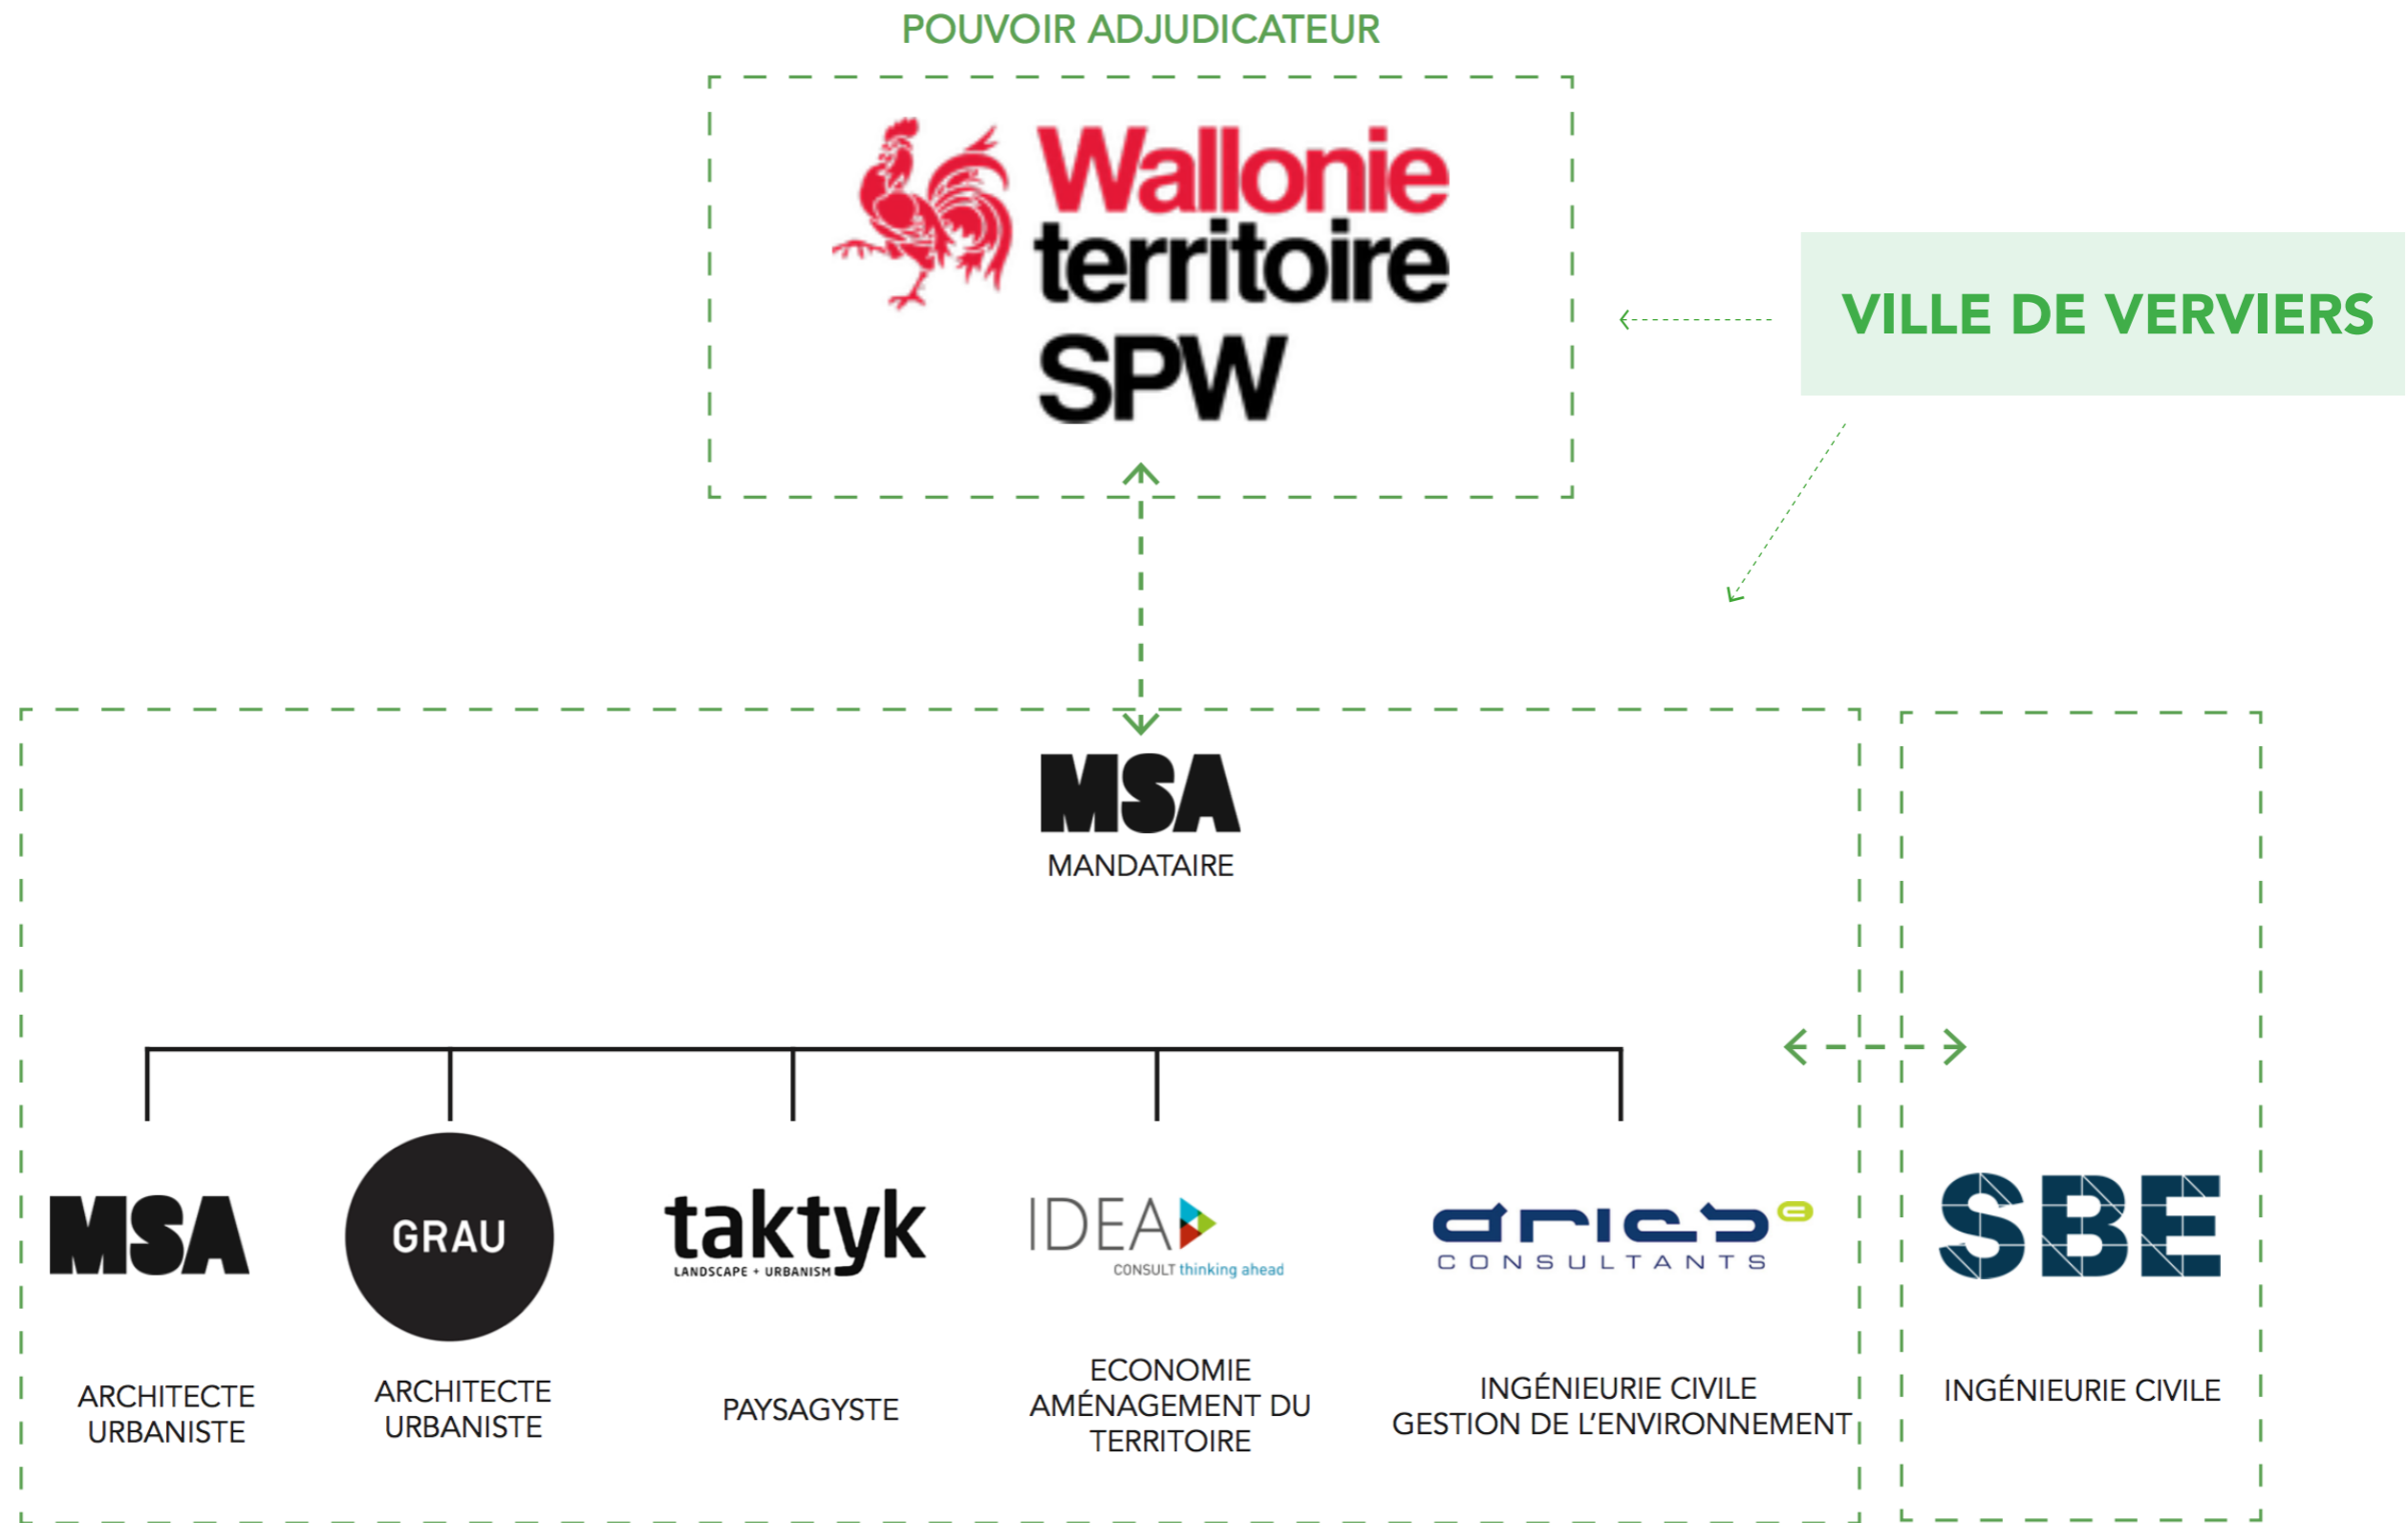 POUVOIR ADJUDICATEUR
Wallonie
territoire
SPW
VILLE DE VERVIERS
MSA
MANDATAIRE
MSA
ARCHITECTE
URBANISTE
GRAU
ARCHITECTE
URBANISTE
taktyk
LANDSCAPE + URBANISM
PAYSAGYSTE
IDEA
CONSULT thinking ahead
ECONOMIE
AMÉNAGEMENT DU
TERRITOIRE
aries e
CONSULTANTS
INGÉNIEURIE CIVILE
GESTION DE L'ENVIRONNEMENT
SBE
INGÉNIEURIE CIVILE